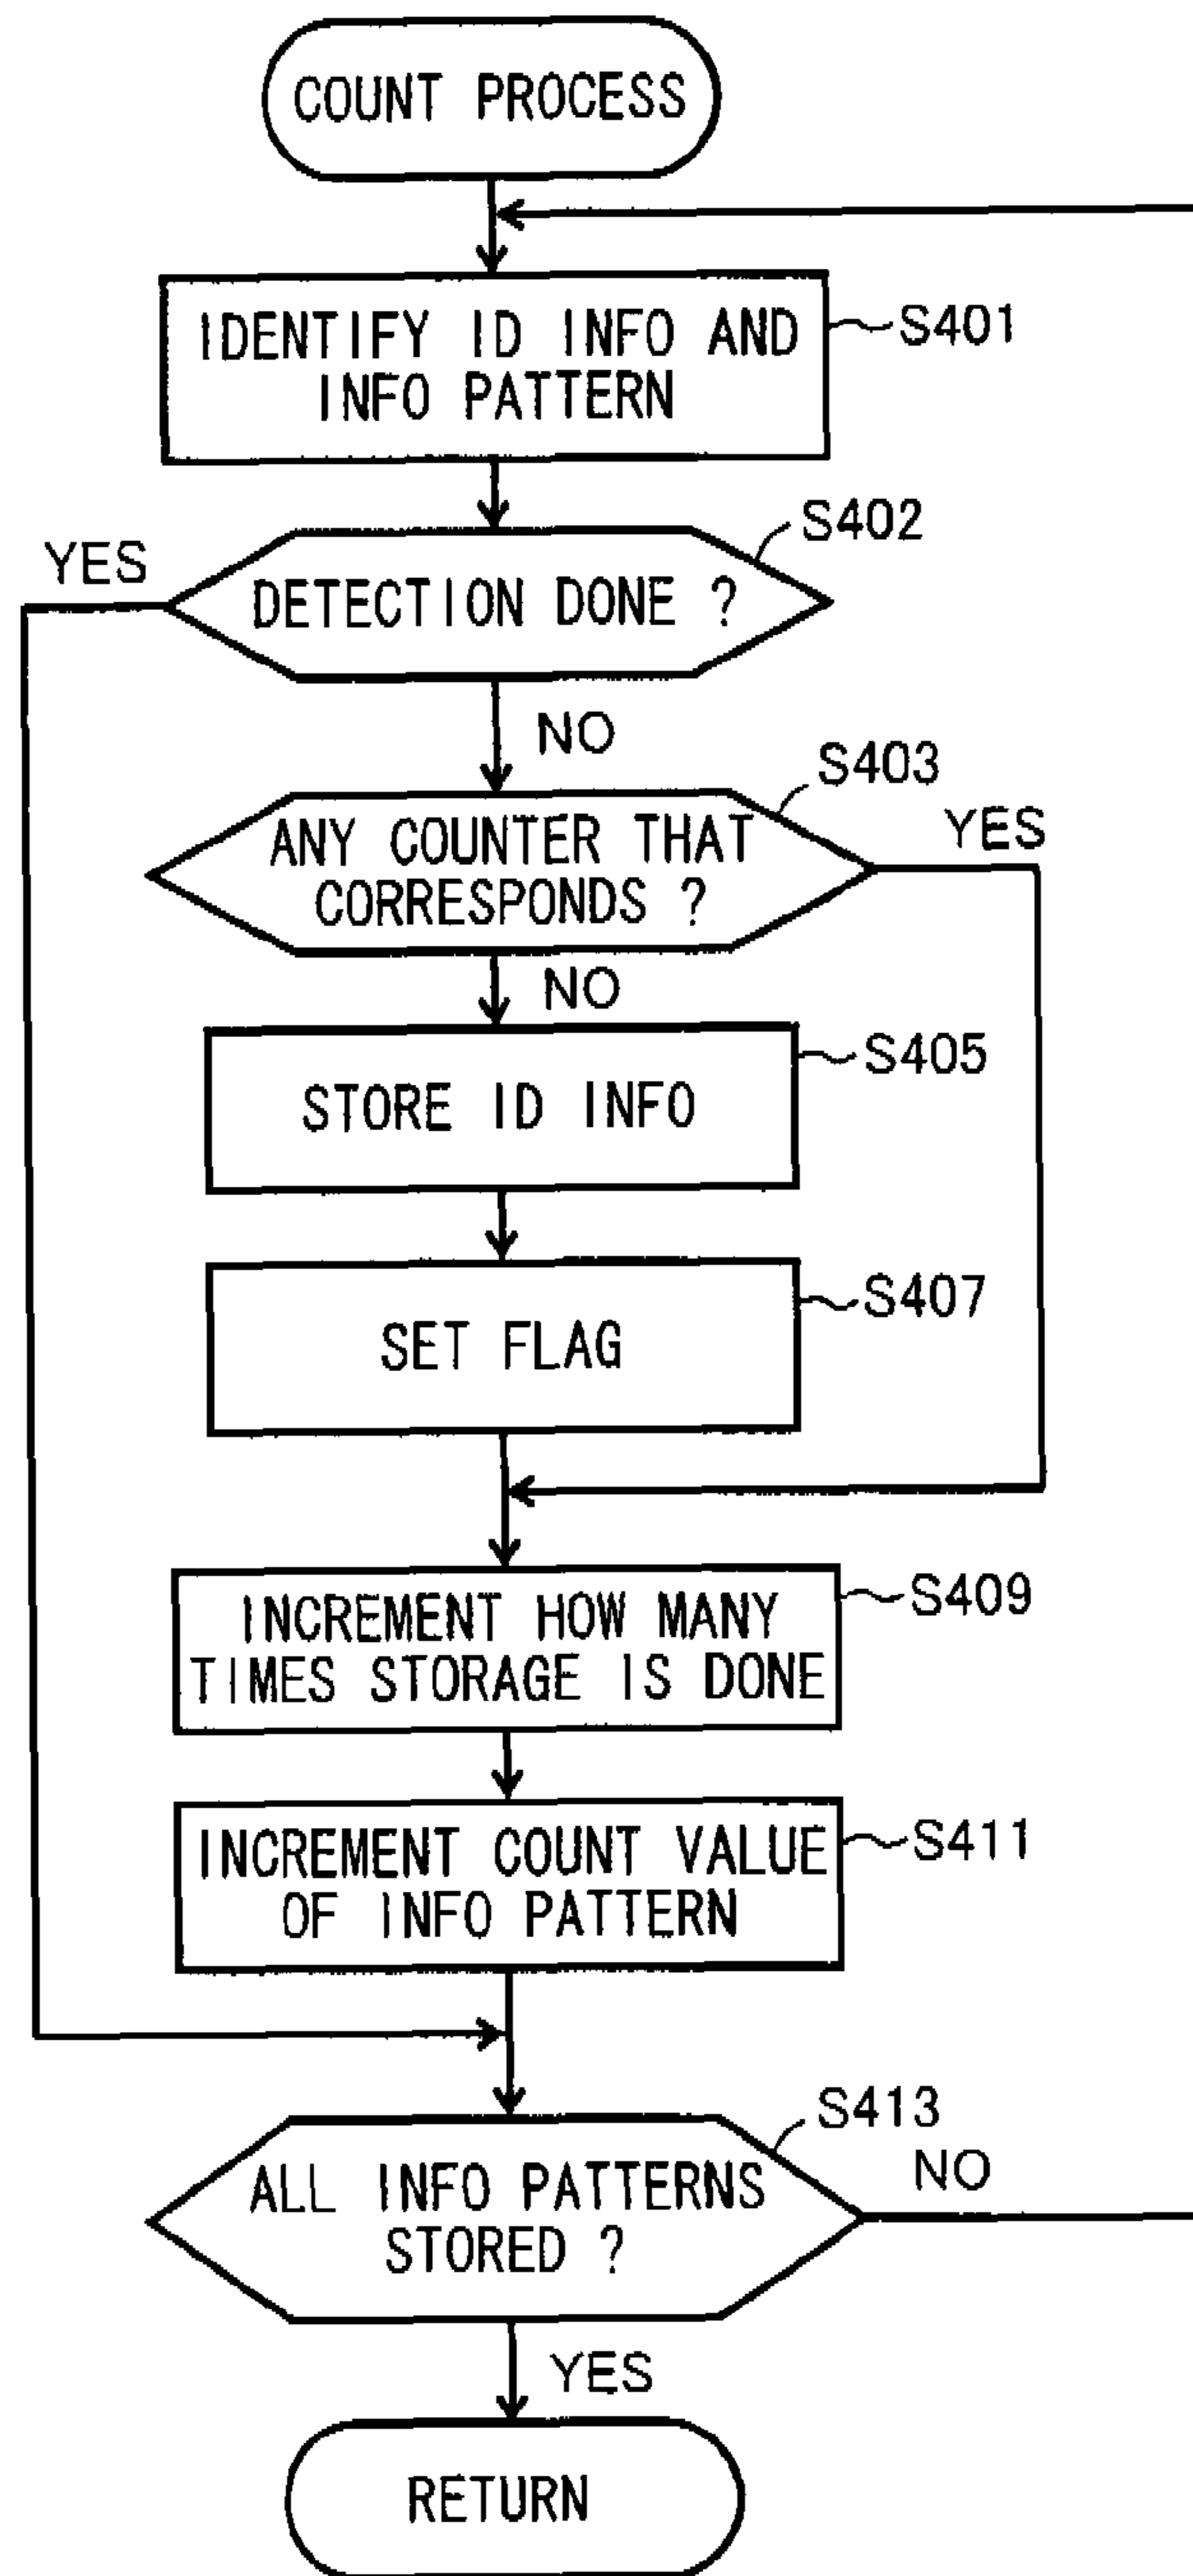 COUNT PROCESS
IDENTIFY ID INFO AND
INFO PATTERN
S401
DETECTION DONE ?
S402
YES
NO
ANY COUNTER THAT
CORRESPONDS ?
S403
YES
NO
STORE ID INFO
S405
SET FLAG
S407
INCREMENT HOW MANY
TIMES STORAGE IS DONE
S409
INCREMENT COUNT VALUE
OF INFO PATTERN
S411
ALL INFO PATTERNS
STORED ?
S413
NO
YES
RETURN